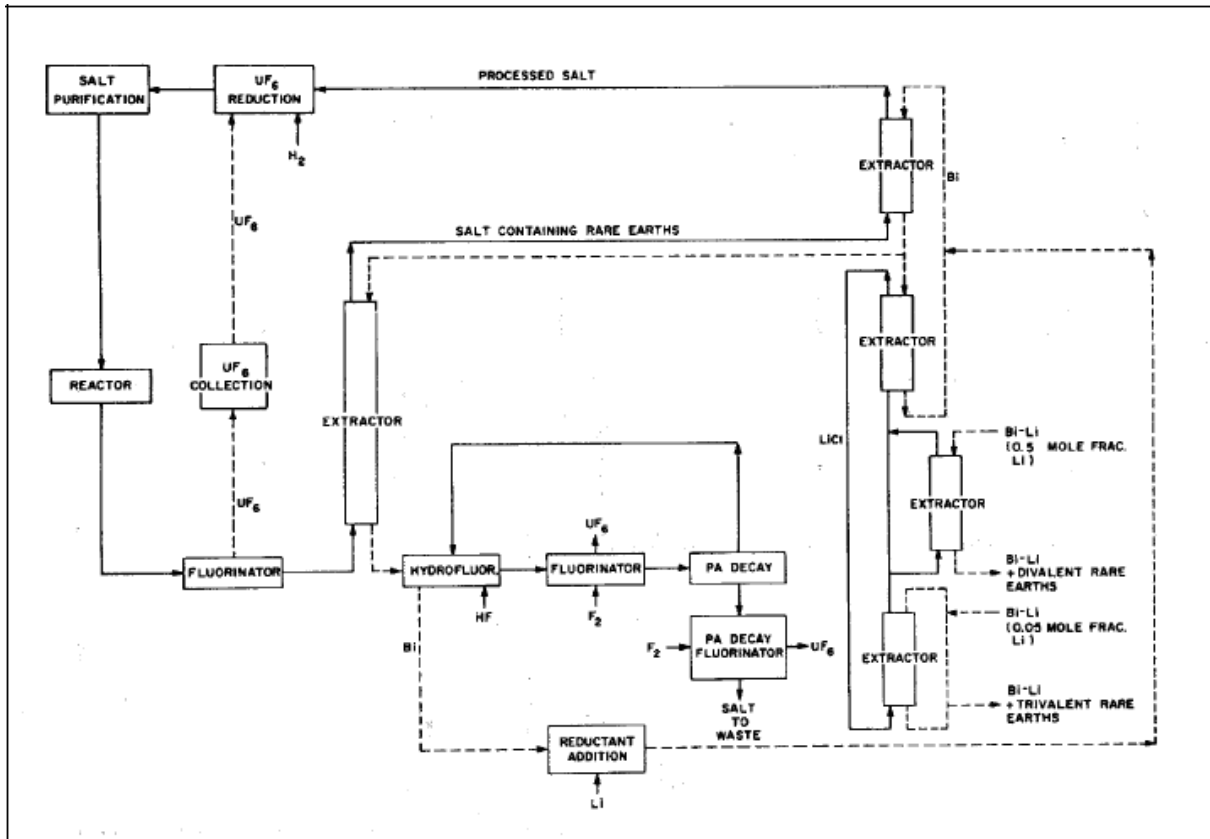 SALT
PURIFICATION
UF6
REDUCTION
PROCESSED SALT
H2
EXTRACTOR
Bi
UF6
SALT CONTAINING RARE EARTHS
REACTOR
UF6
COLLECTION
EXTRACTOR
EXTRACTOR
LiCl
Bi-Li
(0.5 MOLE FRAC.
Li)
EXTRACTOR
UF6
UF6
FLUORINATOR
HYDROFLUOR.
FLUORINATOR
PA DECAY
HF
F2
Bi-Li
+DIVALENT RARE
EARTHS
Bi-Li
(0.05 MOLE FRAC.
Li)
Bi
F2
PA DECAY
FLUORINATOR
UF6
EXTRACTOR
SALT
TO
WASTE
Bi-Li
+TRIVALENT RARE
EARTHS
REDUCTANT
ADDITION
Li